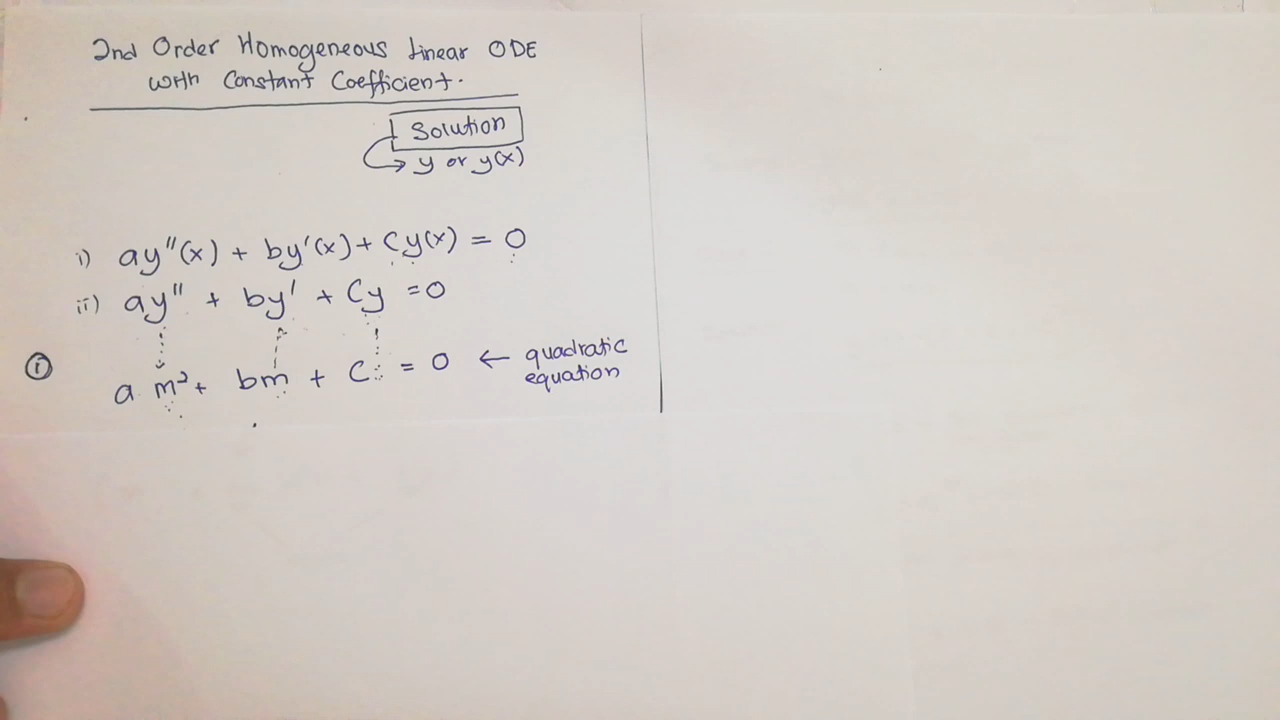 2nd Order Homogeneous Linear ODE
with Constant Coefficient.
Solution
y or y(x)
i) ay''(x) + by'(x) + Cy(x) = 0
ii) ay'' + by' + Cy = 0
① a m² + bm + C = 0 ← quadratic
equation